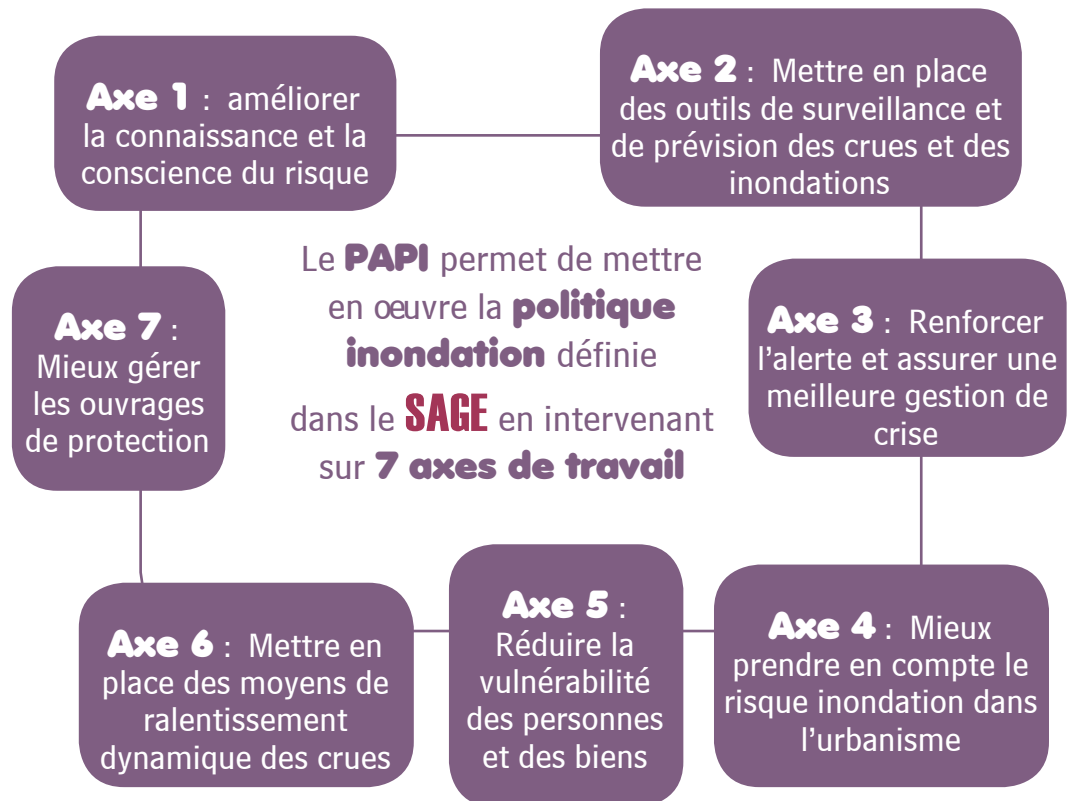 Axe 1 : améliorer
la connaissance et la
conscience du risque
Axe 2 : Mettre en place
des outils de surveillance et
de prévision des crues et des
inondations
Le PAPI permet de mettre
en œuvre la politique
inondation définie
dans le SAGE en intervenant
sur 7 axes de travail
Axe 3 : Renforcer
l'alerte et assurer une
meilleure gestion de
crise
Axe 4 : Mieux
prendre en compte le
risque inondation dans
l'urbanisme
Axe 5 :
Réduire la
vulnérabilité
des personnes
et des biens
Axe 6 : Mettre en
place des moyens de
ralentissement
dynamique des crues
Axe 7 :
Mieux gérer
les ouvrages
de protection